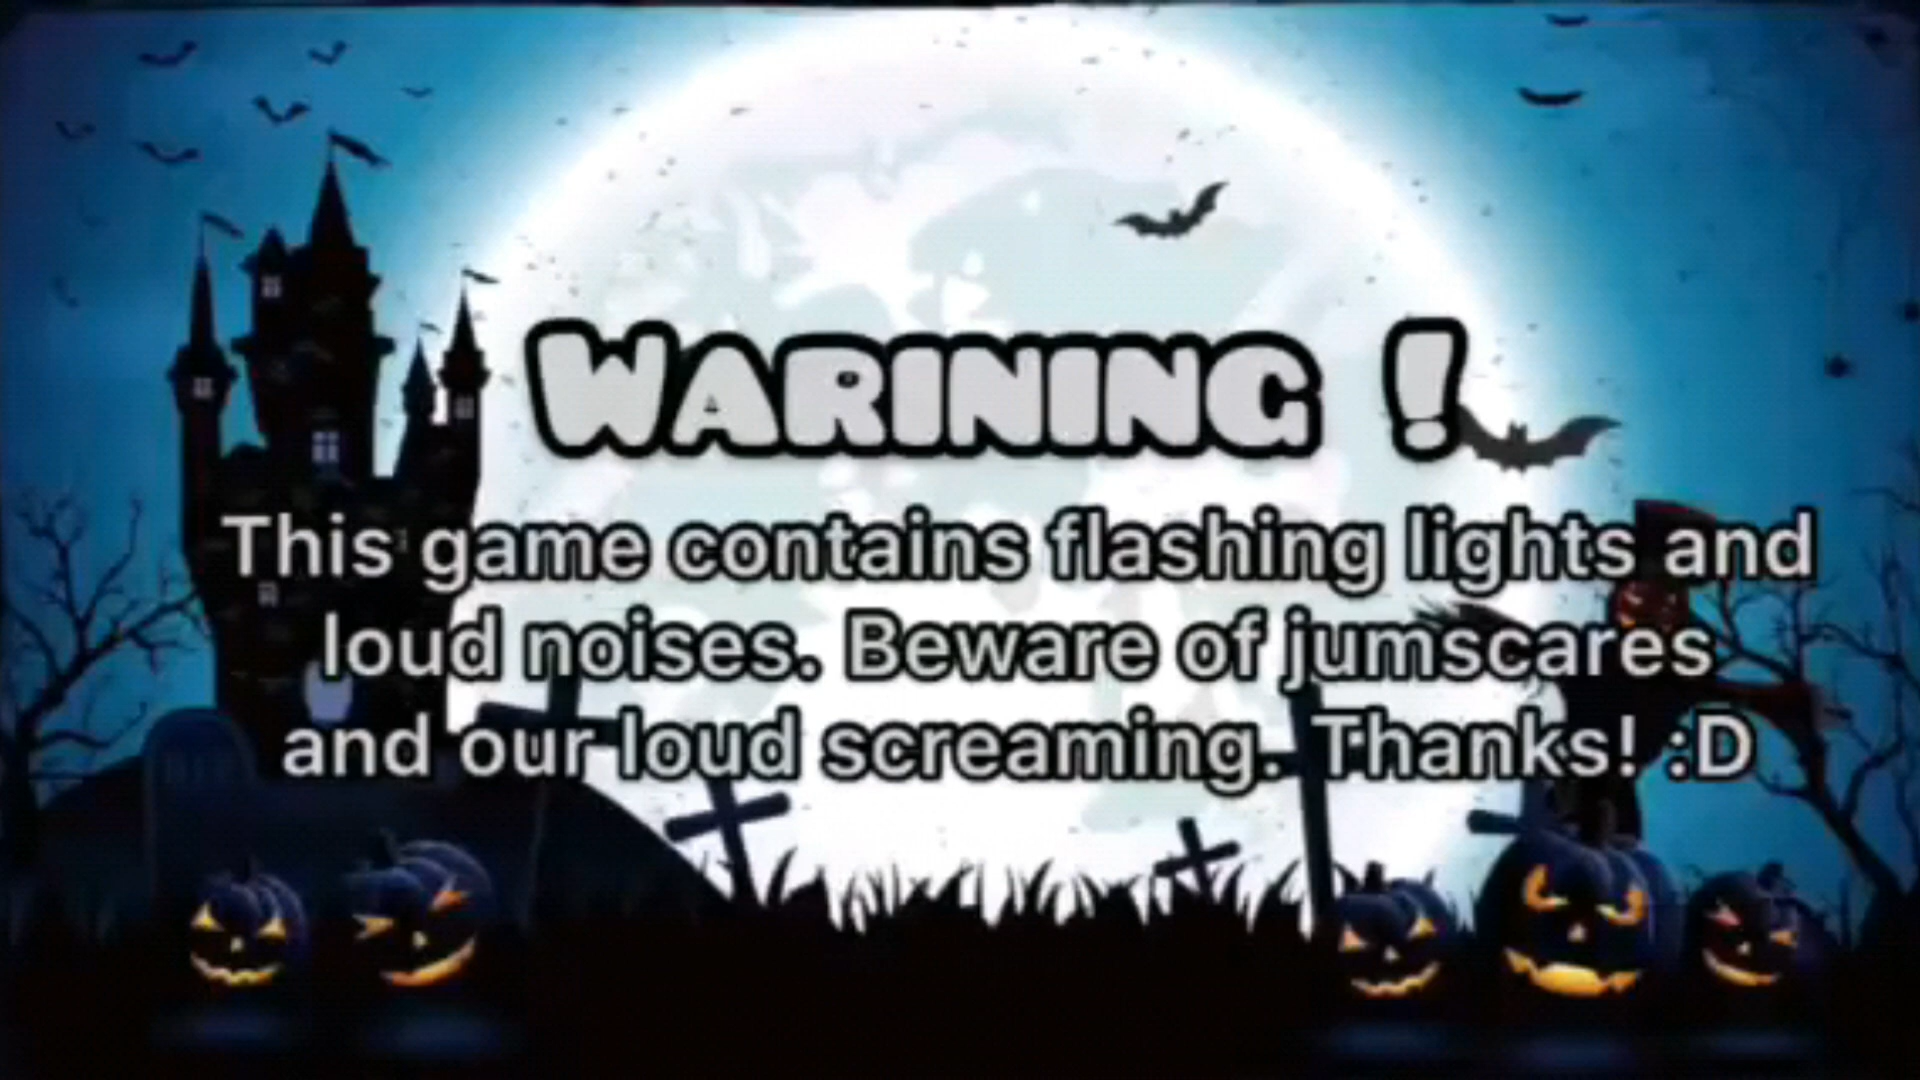 WARINING !
This game contains flashing lights and
loud noises. Beware of jumscares
and our loud screaming. Thanks! :D